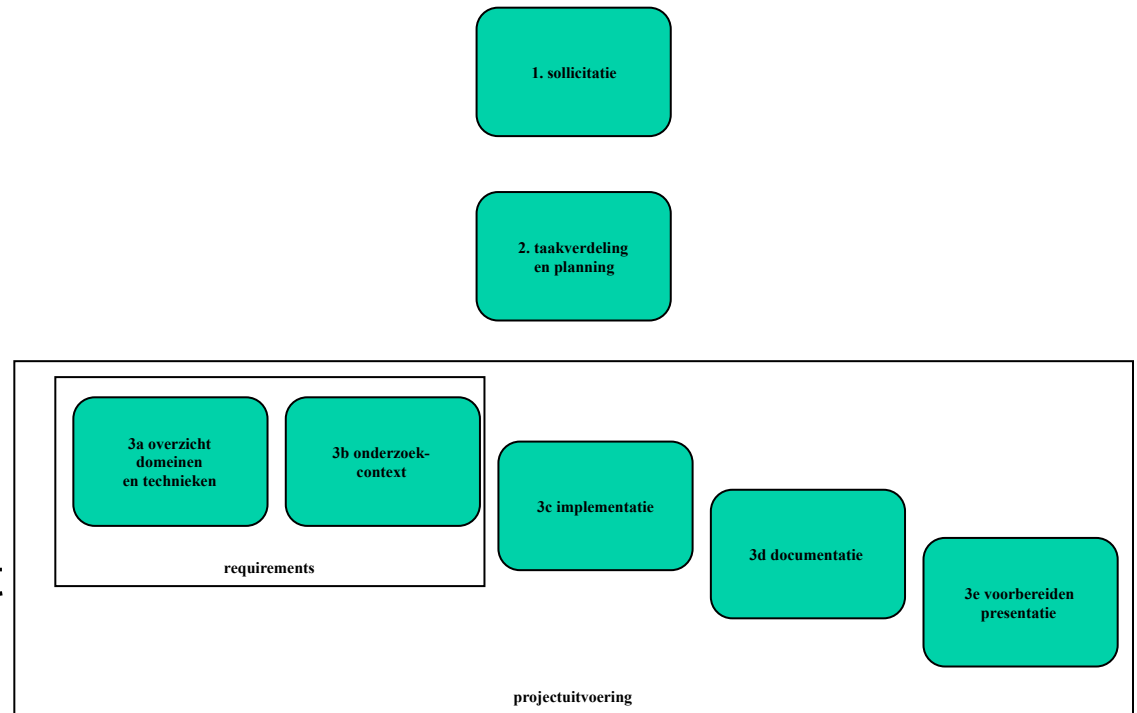 1. sollicitatie
2. taakverdeling
en planning
3a overzicht
domeinen
en technieken
3b onderzoek-
context
requirements
3c implementatie
3d documentatie
3e voorbereiden
presentatie
projectuitvoering